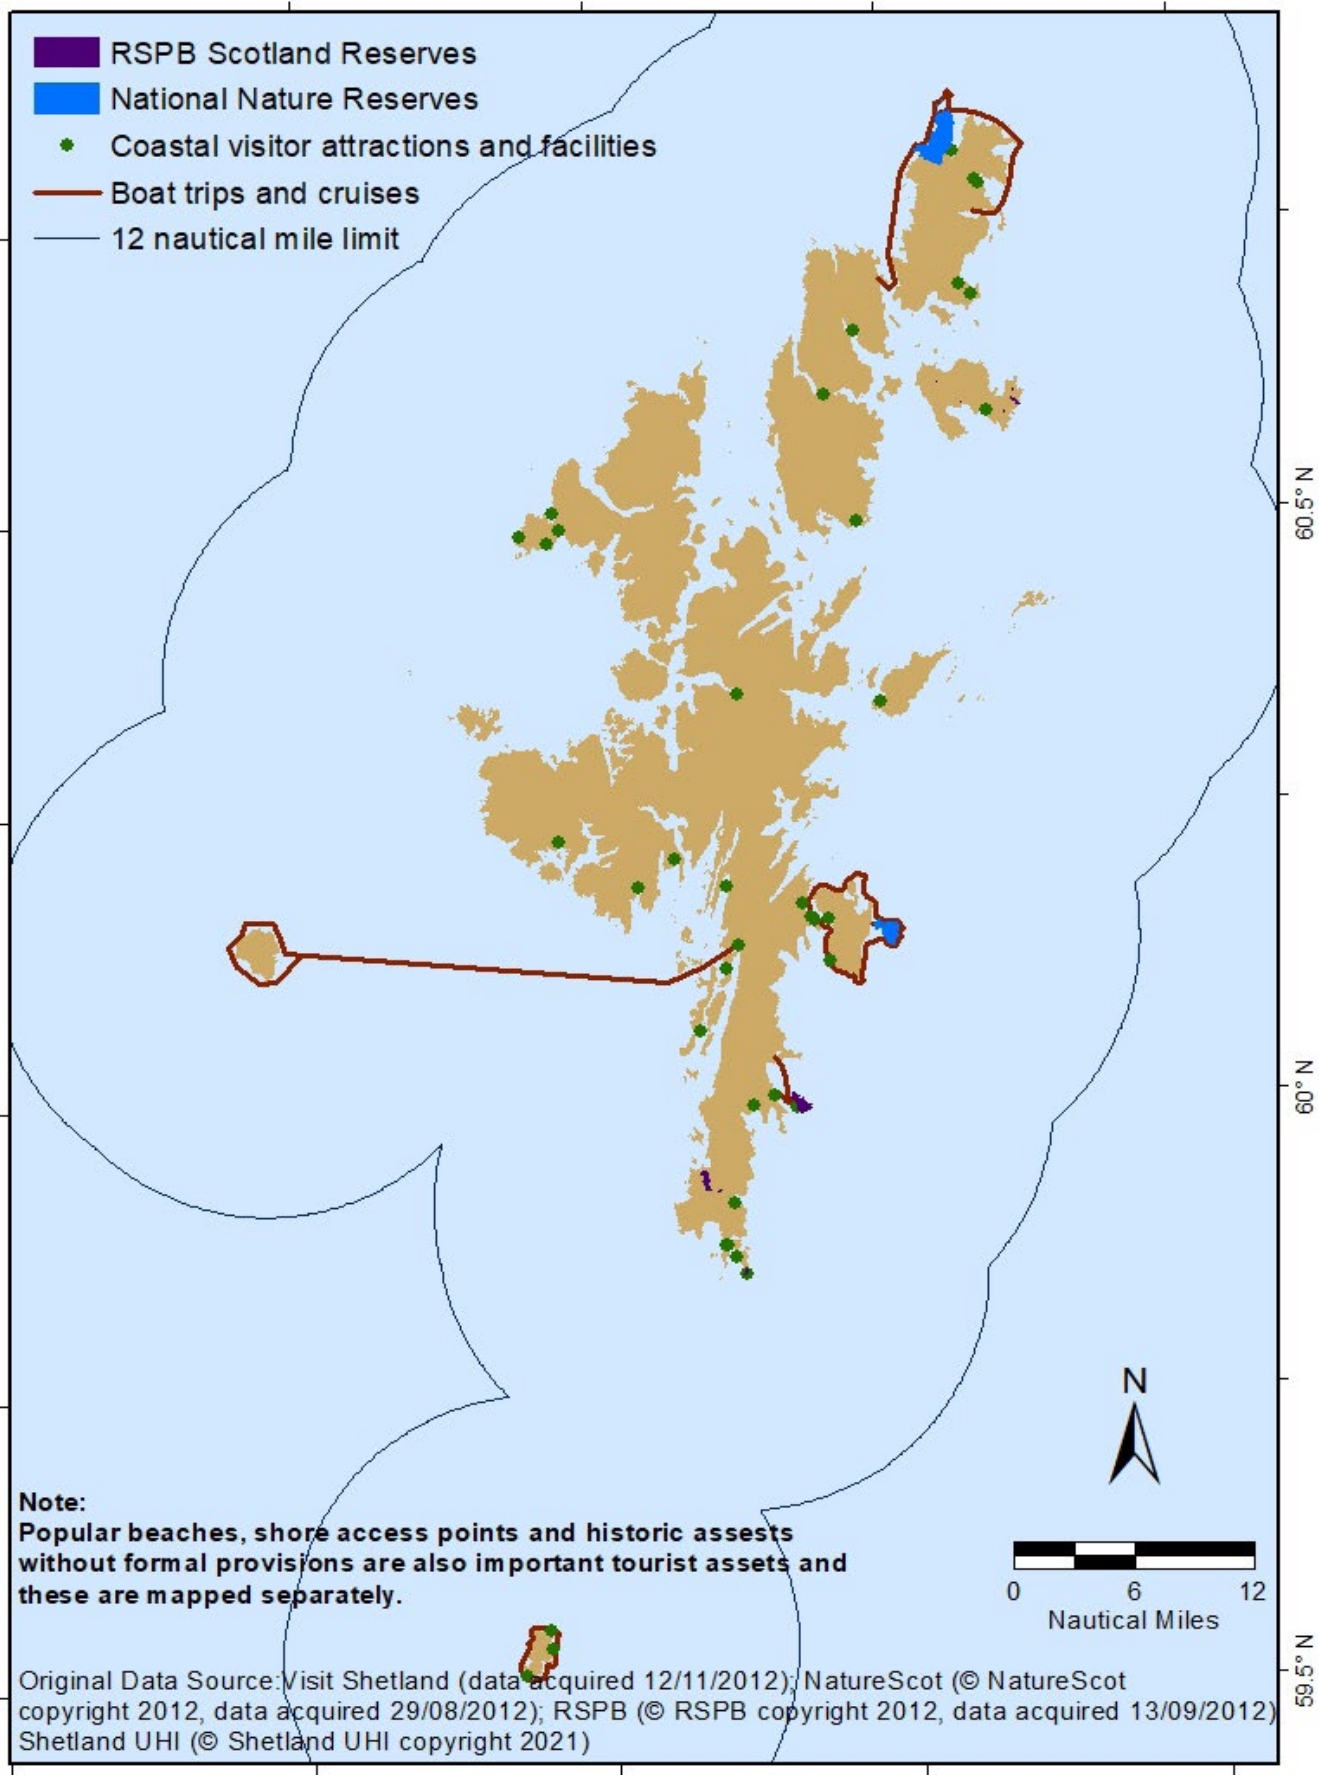 RSPB Scotland Reserves
National Nature Reserves
Coastal visitor attractions and facilities
Boat trips and cruises
12 nautical mile limit
60.5° N
60° N
N
Note:
Popular beaches, shore access points and historic assests
without formal provisions are also important tourist assets and
these are mapped separately.
0 6 12
Nautical Miles
59.5° N
Original Data Source:Visit Shetland (data acquired 12/11/2012); NatureScot (© NatureScot
copyright 2012, data acquired 29/08/2012); RSPB (© RSPB copyright 2012, data acquired 13/09/2012)
Shetland UHI (© Shetland UHI copyright 2021)